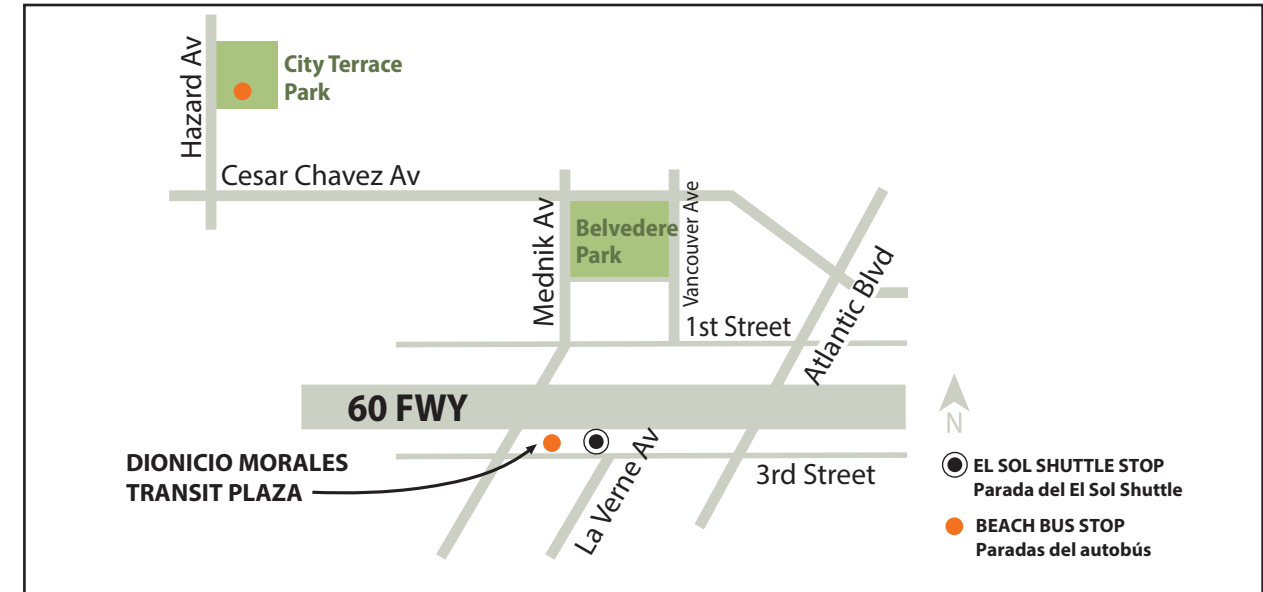 Hazard Av
City Terrace
Park
Cesar Chavez Av
Mednik Av
Belvedere
Park
Vancouver Ave
1st Street
Atlantic Blvd
60 FWY
N
DIONICIO MORALES
TRANSIT PLAZA
La Verne Av
3rd Street
EL SOL SHUTTLE STOP
Parada del El Sol Shuttle
BEACH BUS STOP
Paradas del autobús